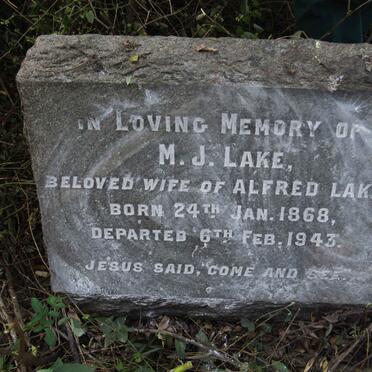 IN LOVING MEMORY OF
M. J. LAKE,
BELOVED WIFE OF ALFRED LAK
BORN 24TH JAN. 1868,
DEPARTED 6TH FEB. 1943.
JESUS SAID, COME AND SEE.